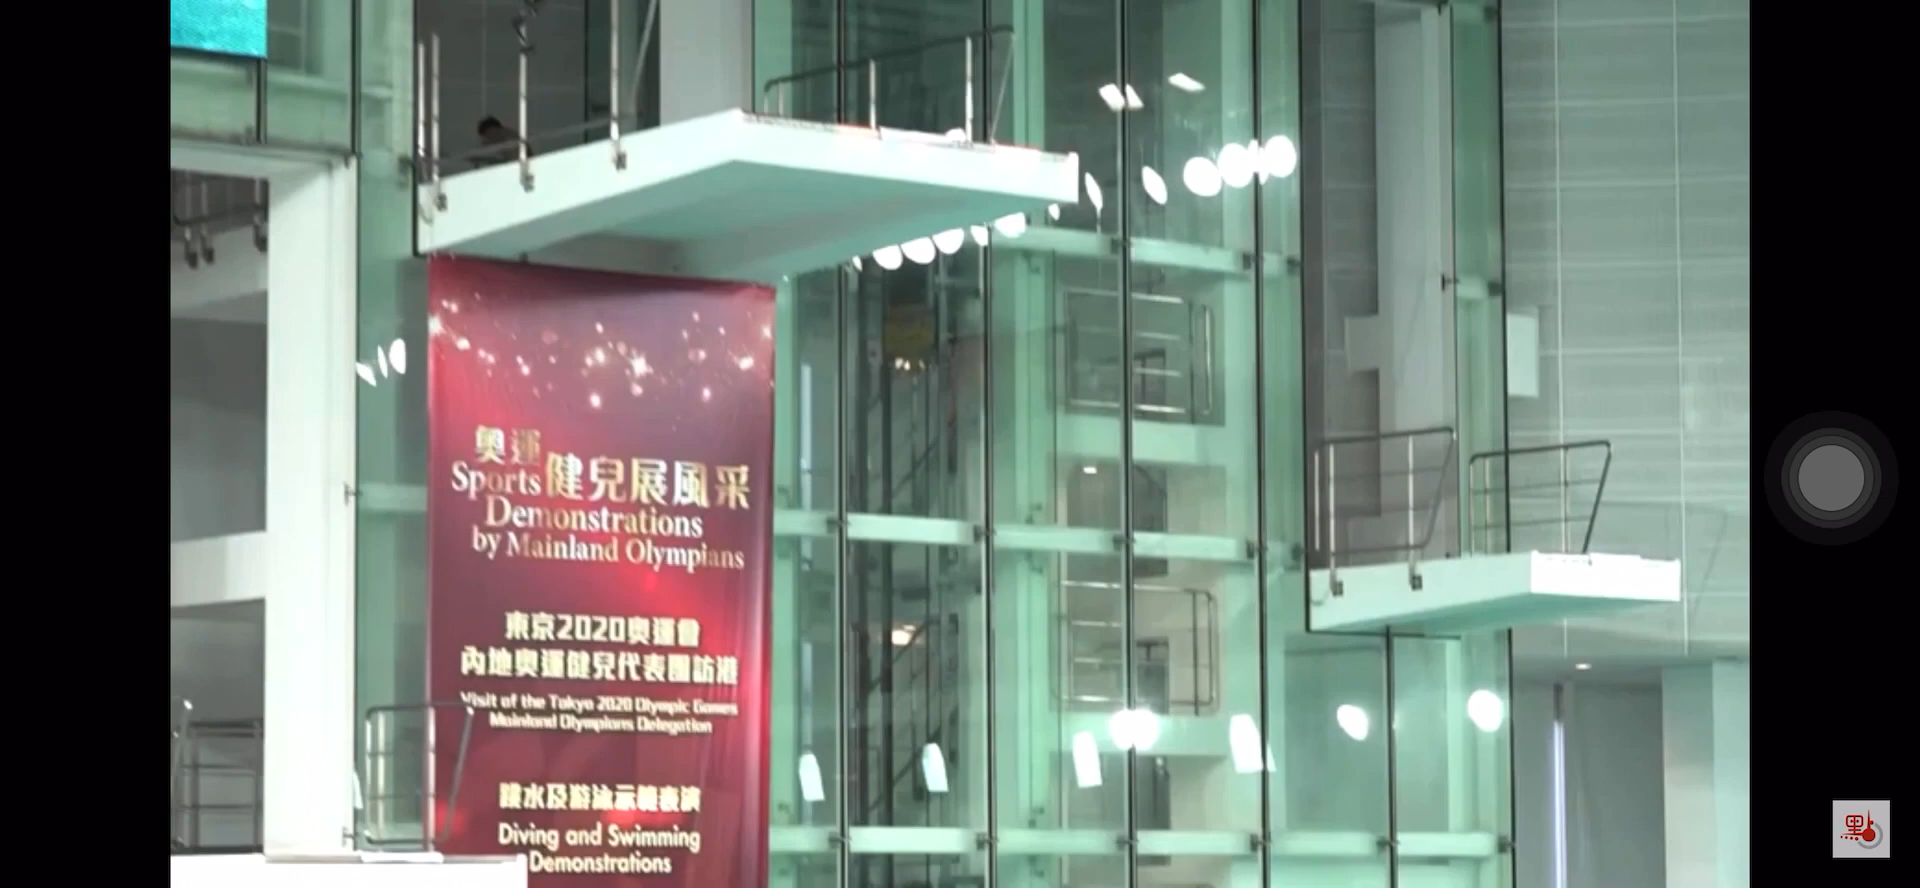 奧運
健兒展風采
Sports
Demonstrations
by Mainland Olympians
東京2020奧運會
內地奧運健兒代表團訪港
Visit of the Tokyo 2020 Olympic Games
Mainland Olympians Delegation
跳水及游泳示範表演
Diving and Swimming
Demonstrations
點